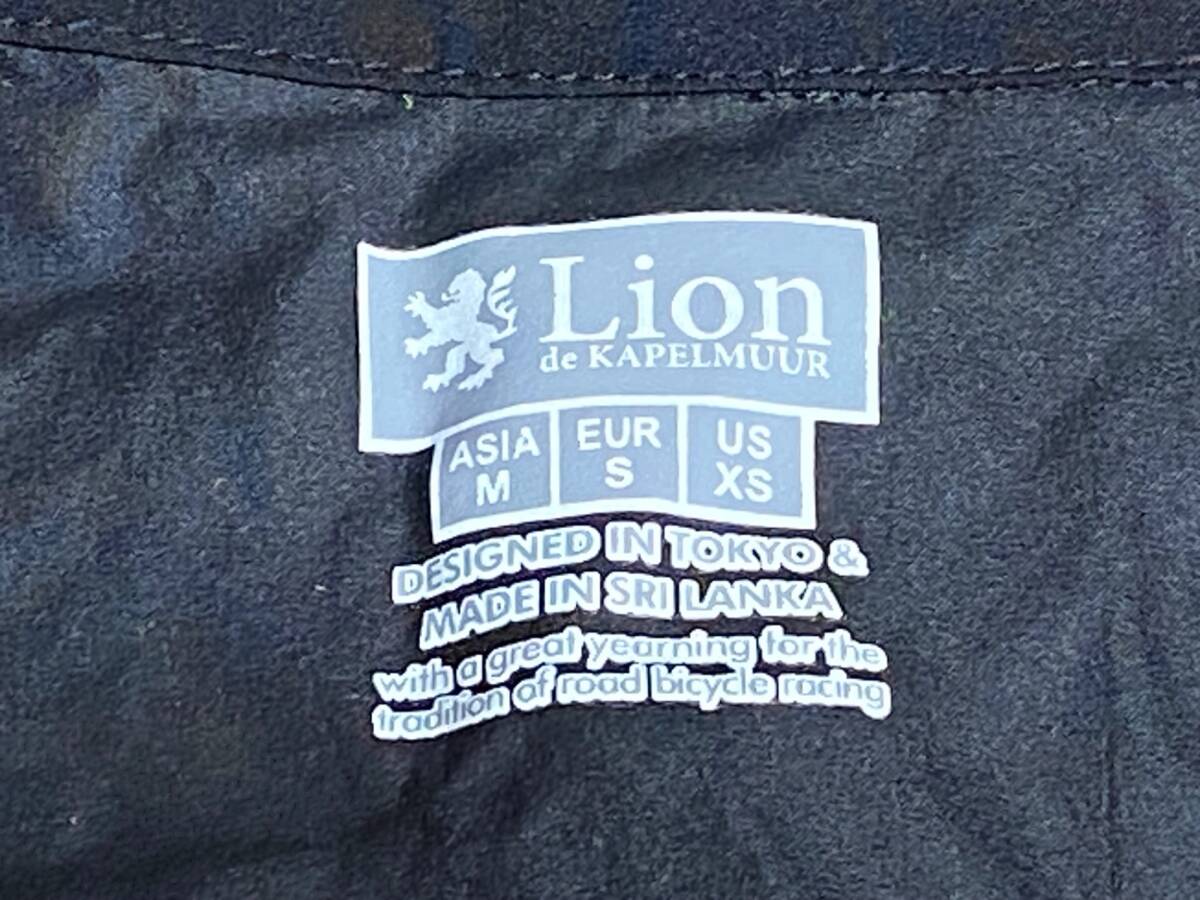 Lion
de KAPELMUUR
ASIA EUR US
M S XS
DESIGNED IN TOKYO &
MADE IN SRI LANKA
with a great yearning for the
tradition of road bicycle racing